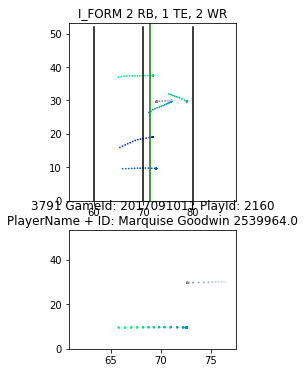 I_FORM 2 RB, 1 TE, 2 WR
50
40
30
20
10
0
60 70 80
3791 GameId: 2017091011 PlayId: 2160
PlayerName + ID: Marquise Goodwin 2539964.0
40
20
0
65 70 75